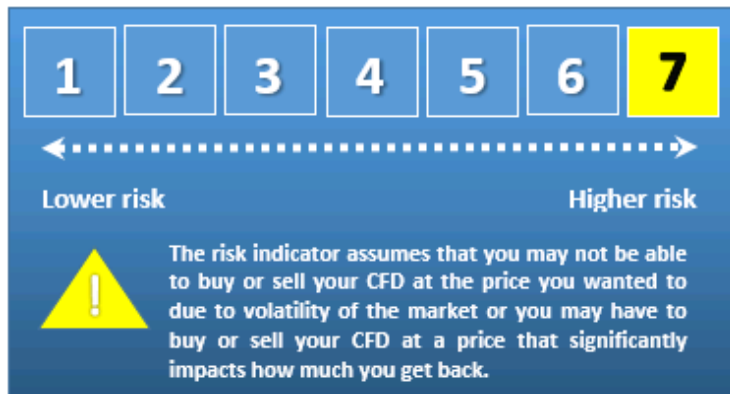 1 2 3 4 5 6 7
Lower risk Higher risk
!
The risk indicator assumes that you may not be able
to buy or sell your CFD at the price you wanted to
due to volatility of the market or you may have to
buy or sell your CFD at a price that significantly
impacts how much you get back.